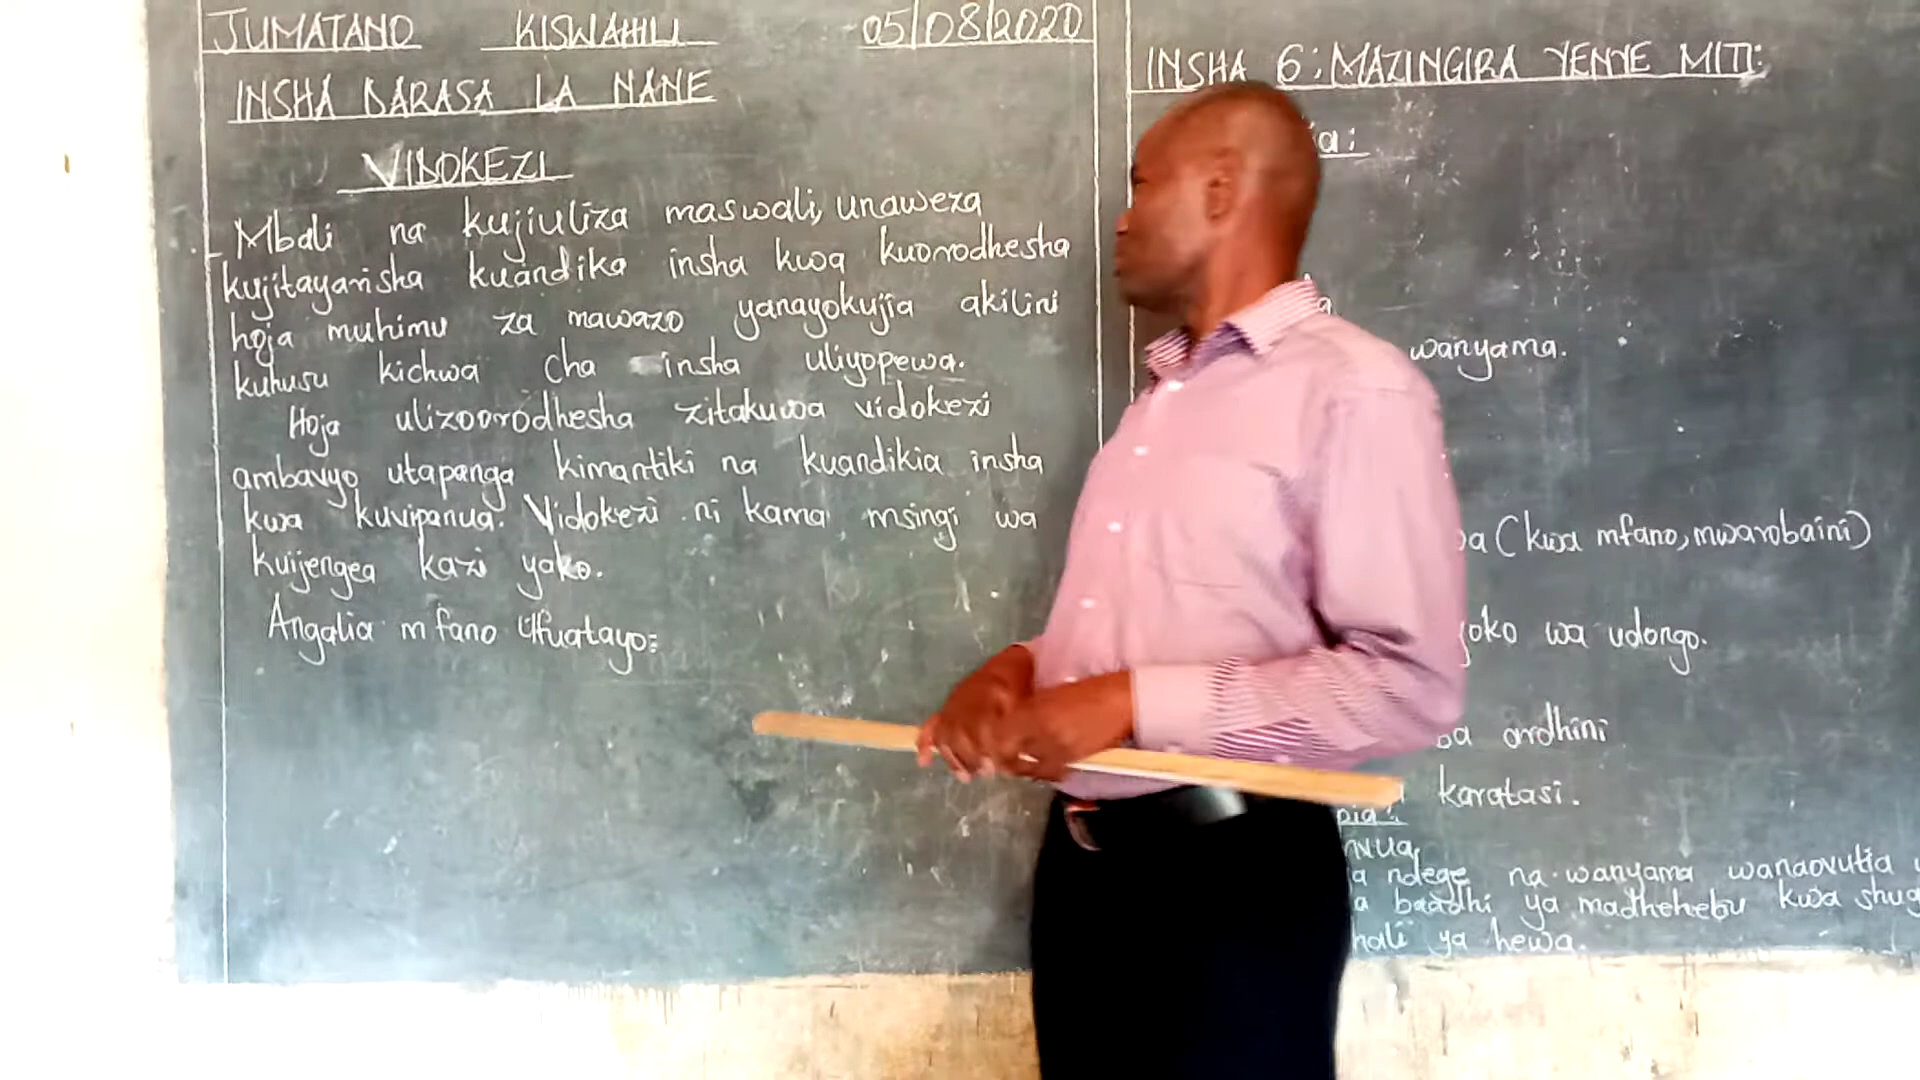 JUMATANO KISWAHILI 05/08/2020
INSHA DARASA LA NANE
VIDOKEZI
- Mbali na kujiuliza maswali, unaweza
kujitayarisha kuandika insha kwa kuorodhesha
hoja muhimu za mawazo yanayokujia akilini
kuhusu kichwa cha insha uliyopewa.
Hoja ulizoorodhesha zitakuwa vidokezi
ambavyo utapanga kimantiki na kuandikia insha
kwa kuvipanua. Vidokezi ni kama msingi wa
kuijengea kazi yako.
Angalia mfano Ufuatayo:
INSHA 6: MAZINGIRA YENYE MITI:
wanyama.
(kwa mfano, mwarobaini)
wa udongo.
ardhini
karatasi.
ndege na wanyama wanaovutia
baadhi ya madhehebu kwa
ya hewa.